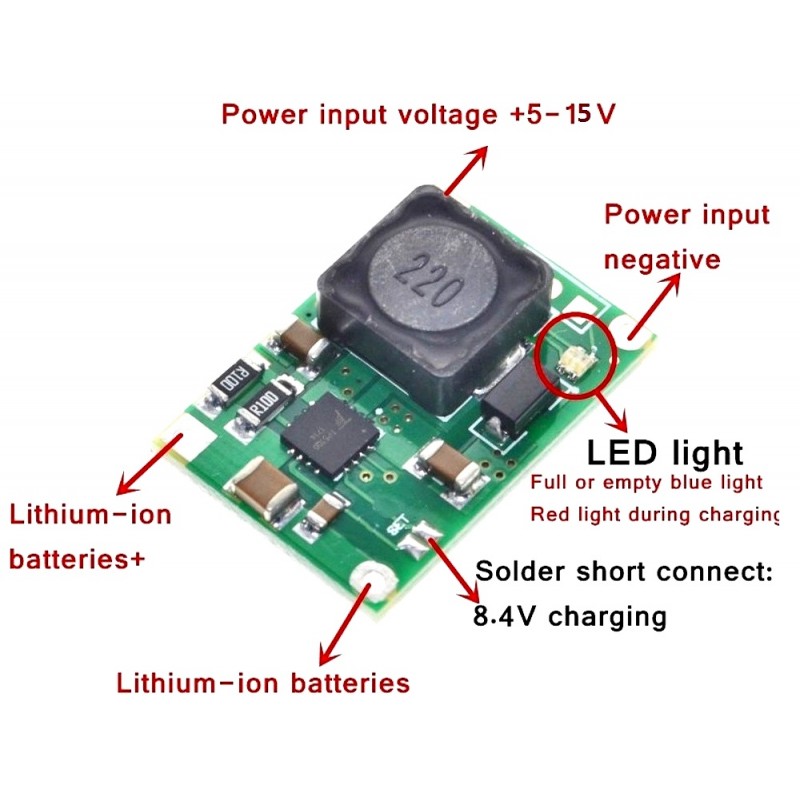 Power input voltage +5-15V
Power input
negative
220
R100
R100
LED light
Full or empty blue light
Red light during charging
Lithium-ion
batteries+
SET
Solder short connect:
8.4V charging
Lithium-ion batteries